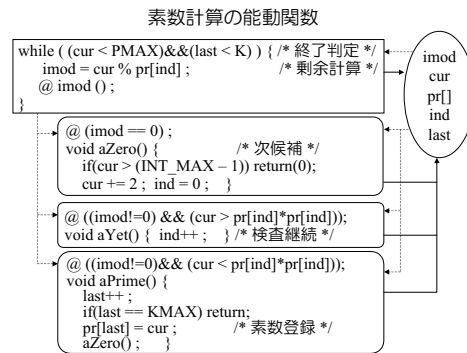 素数計算の能動関数
while ( (cur < PMAX)&&(last < K) ) { /* 終了判定 */
imod = cur % pr[ind] ; /* 剰余計算 */
@ imod () ;
}
imod
cur
pr[]
ind
last
@ (imod == 0) ;
void aZero() { /* 次候補 */
if(cur > (INT_MAX – 1)) return(0);
cur += 2 ; ind = 0 ; }
@ ((imod!=0) && (cur > pr[ind]*pr[ind]));
void aYet() { ind++ ; } /* 検査継続 */
@ ((imod!=0)&& (cur < pr[ind]*pr[ind]));
void aPrime() {
last++ ;
if(last == KMAX) return;
pr[last] = cur ; /* 素数登録 */
aZero() ; }